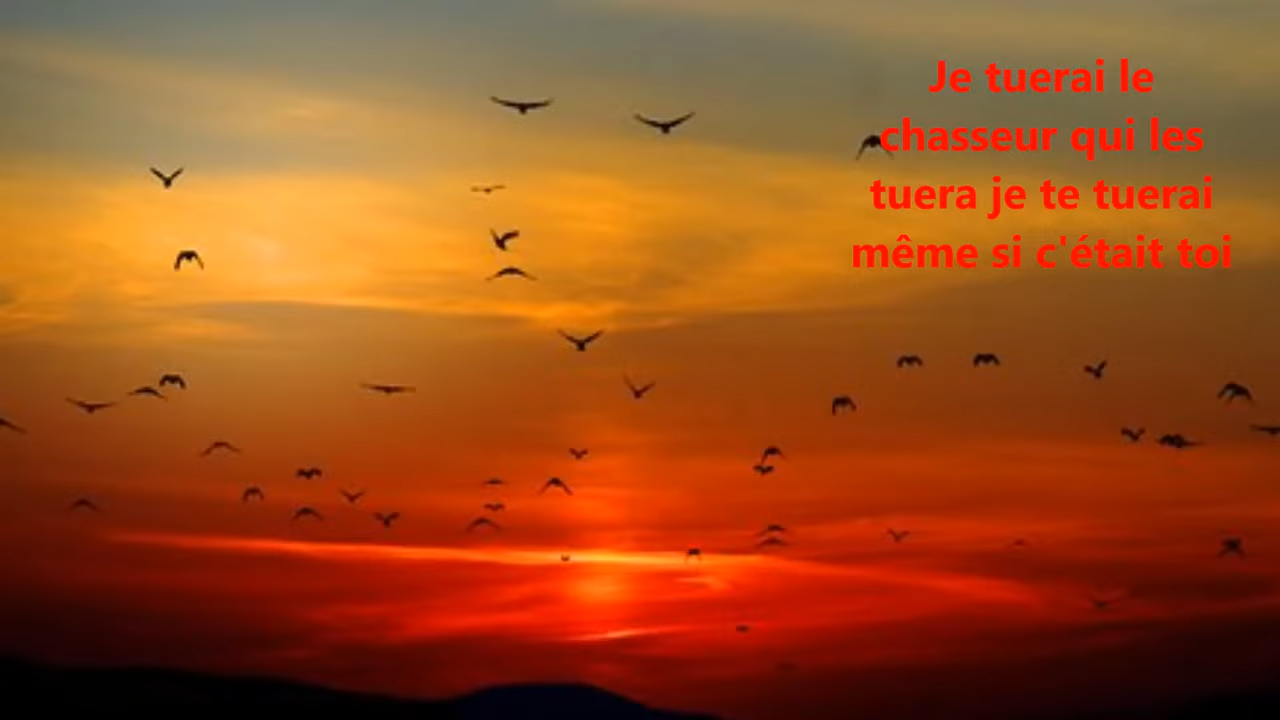 Je tuerai le
chasseur qui les
tuera je te tuerai
même si c'était toi